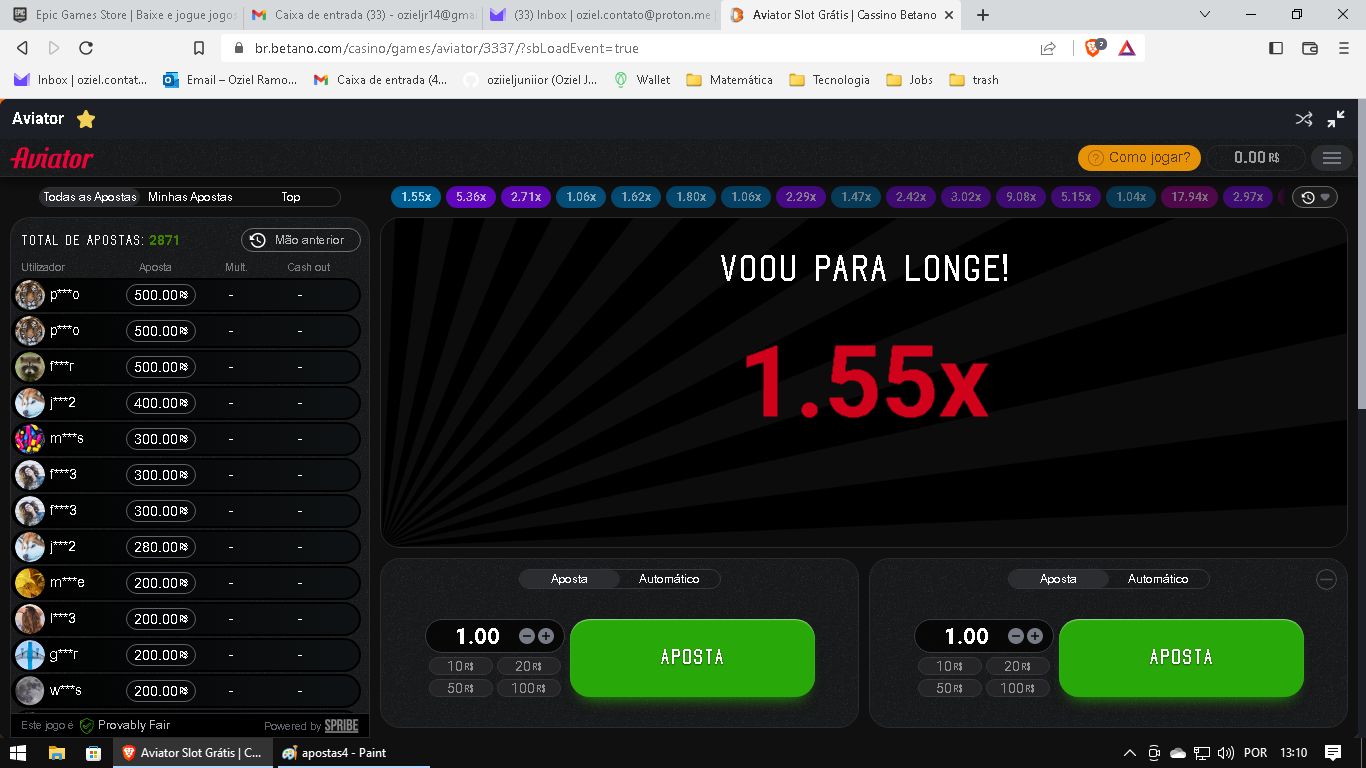 Epic Games Store | Baixe e jogue jogos
Caixa de entrada (33) - ozieljr14@gmai
(33) Inbox | oziel.contato@proton.me
Aviator Slot Grátis | Cassino Betano
br.betano.com/casino/games/aviator/3337/?sbLoadEvent=true
2
Inbox | oziel.contat...
Email – Oziel Ramo...
Caixa de entrada (4...
oziieljuniior (Oziel J...
Wallet
Matemática
Tecnologia
Jobs
trash
Aviator
Aviator
Como jogar?
0.00 R$
Todas as Apostas
Minhas Apostas
Top
1.55x 5.36x 2.71x 1.06x 1.62x 1.80x 1.06x 2.29x 1.47x 2.42x 3.02x 9.08x 5.15x 1.04x 17.94x 2.97x
TOTAL DE APOSTAS: 2871
Mão anterior
Utilizador Aposta Mult. Cash out
p***o 500.00 R$ - -
p***o 500.00 R$ - -
f***r 500.00 R$ - -
j***2 400.00 R$ - -
m***s 300.00 R$ - -
f***3 300.00 R$ - -
f***3 300.00 R$ - -
j***2 280.00 R$ - -
m***e 200.00 R$ - -
l***3 200.00 R$ - -
g***r 200.00 R$ - -
w***s 200.00 R$ - -
Este jogo é Provably Fair
Powered by SPRIBE
VOOU PARA LONGE!
1.55x
Aposta Automático
1.00
10 R$ 20 R$
50 R$ 100 R$
APOSTA
Aposta Automático
1.00
10 R$ 20 R$
50 R$ 100 R$
APOSTA
Aviator Slot Grátis | C...
apostas4 - Paint
POR
13:10